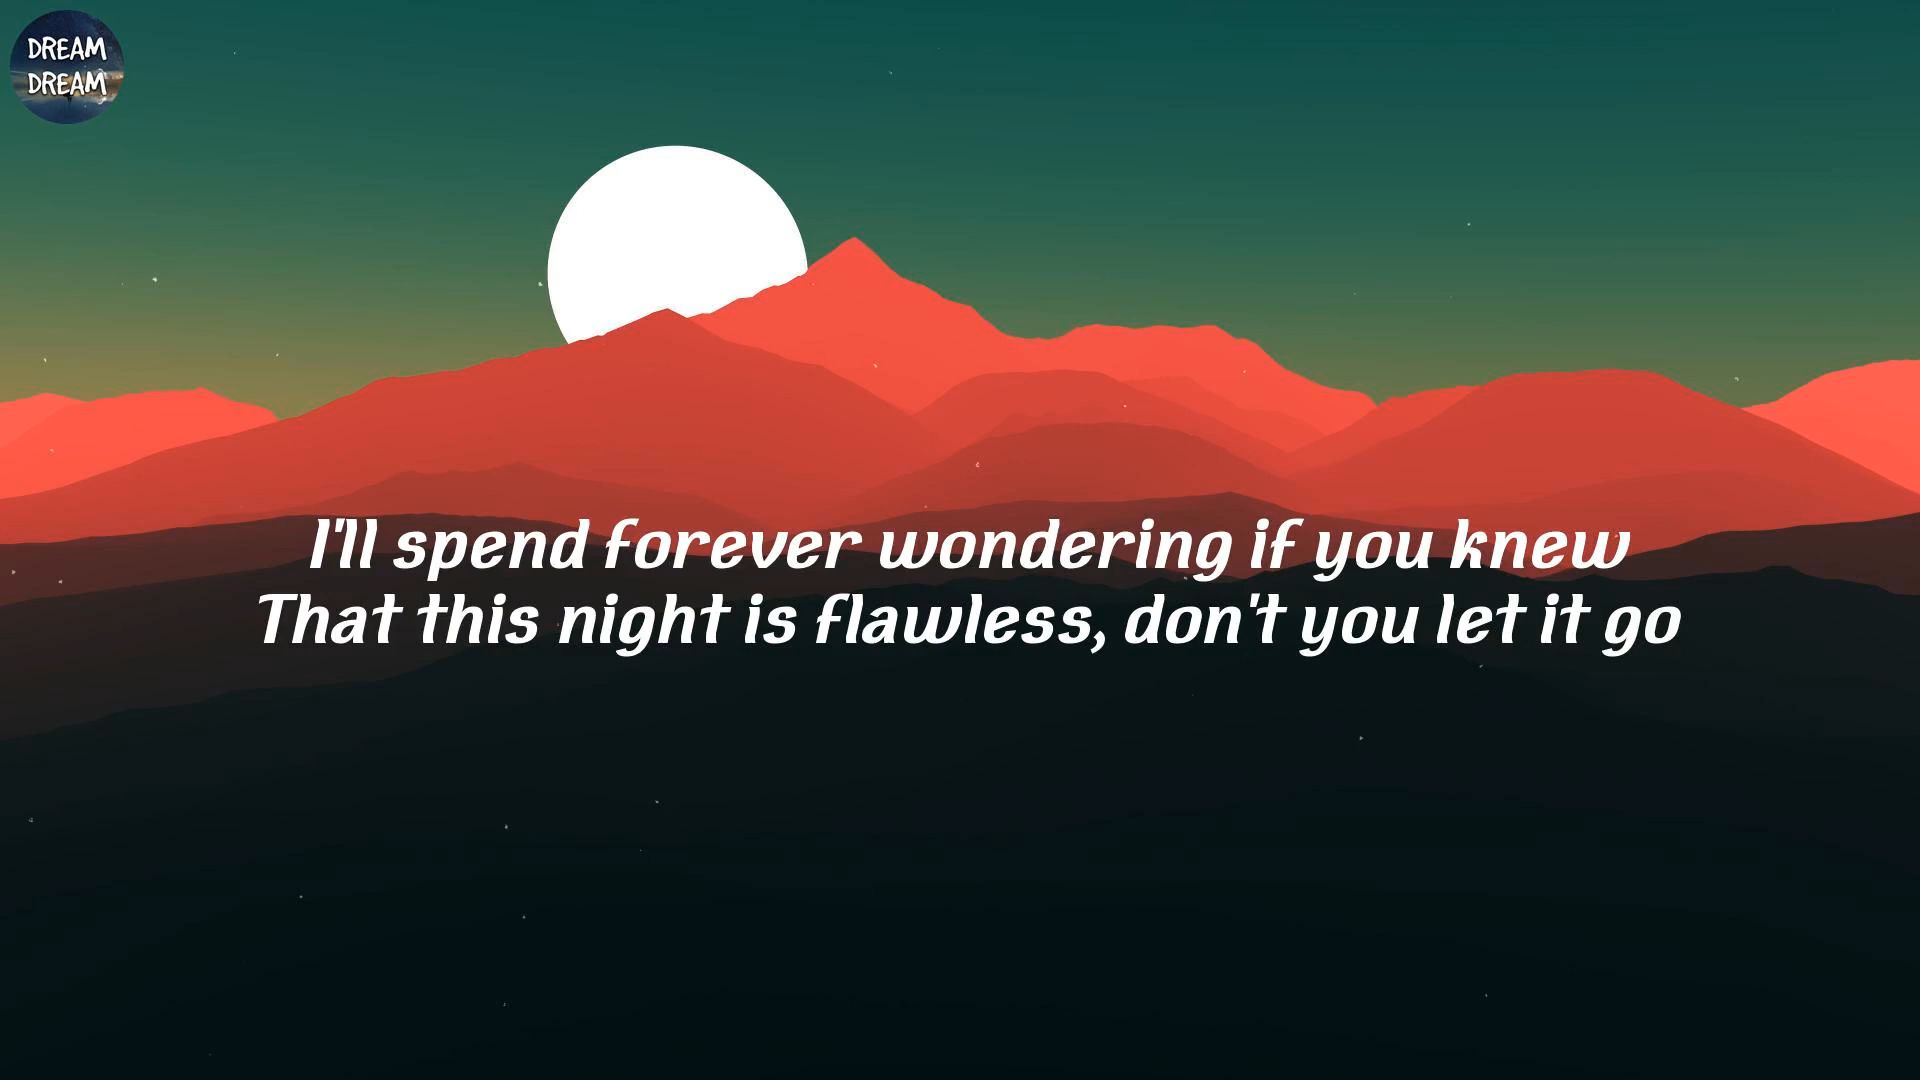 DREAM
DREAM
I'll spend forever wondering if you knew
That this night is flawless, don't you let it go